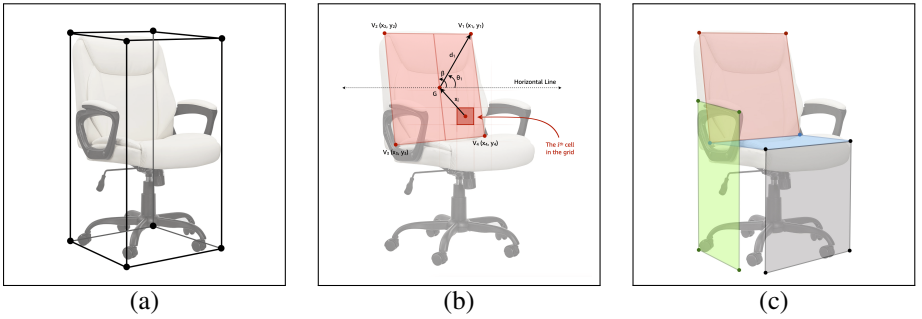 V₂ (x₂, y₂)
V₁ (x₁, y₁)
d₁
β
θ₁
Horizontal Line
G
xᵢ
The iᵗʰ cell
in the grid
V₃ (x₃, y₃)
V₄ (x₄, y₄)
(a)
(b)
(c)